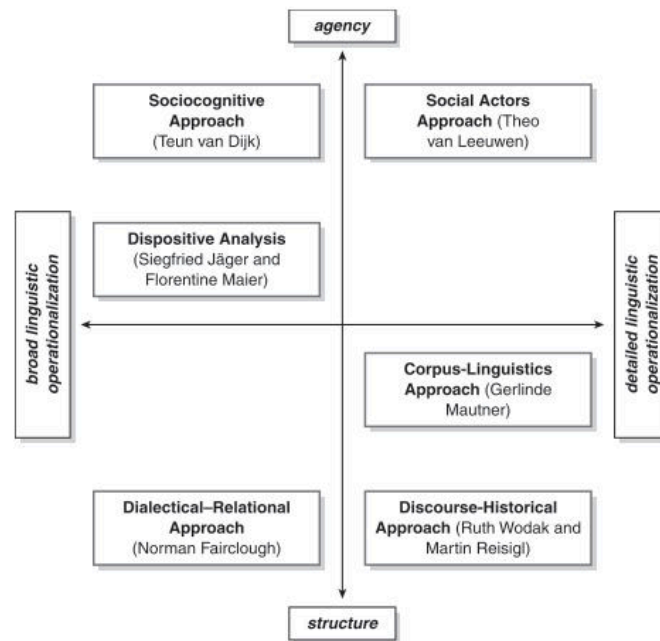 agency
Sociocognitive
Approach
(Teun van Dijk)
Social Actors
Approach (Theo
van Leeuwen)
Dispositive Analysis
(Siegfried Jäger and
Florentine Maier)
broad linguistic
operationalization
detailed linguistic
operationalization
Corpus-Linguistics
Approach (Gerlinde
Mautner)
Dialectical–Relational
Approach
(Norman Fairclough)
Discourse-Historical
Approach (Ruth Wodak and
Martin Reisigl)
structure